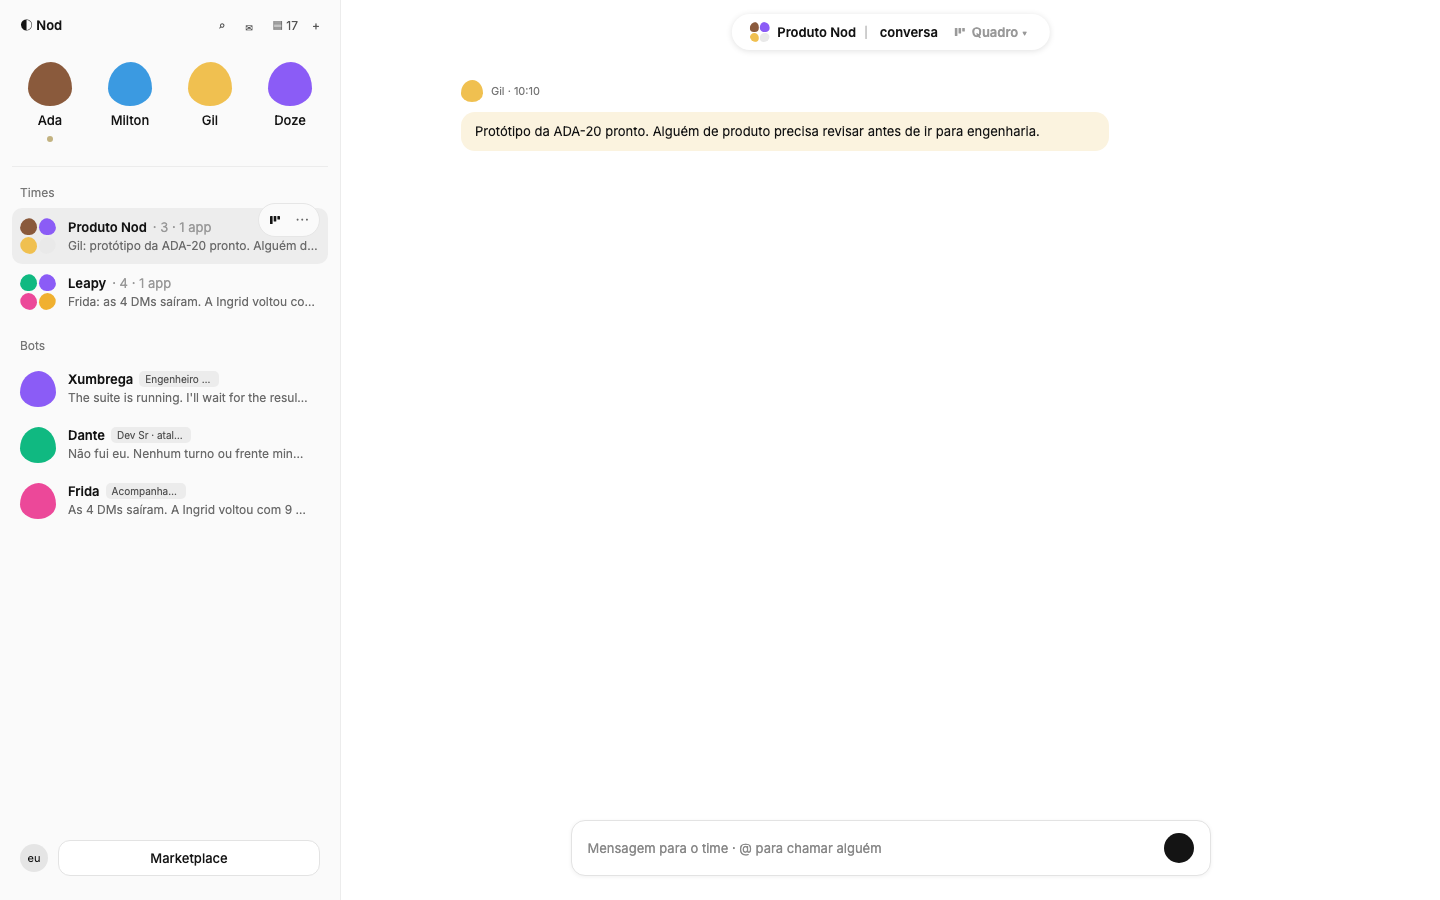 Nod
17
+
Ada
Milton
Gil
Doze
Times
Produto Nod · 3 · 1 app
Gil: protótipo da ADA-20 pronto. Alguém d...
Leapy · 4 · 1 app
Frida: as 4 DMs saíram. A Ingrid voltou co...
Bots
Xumbrega Engenheiro ...
The suite is running. I'll wait for the resul...
Dante Dev Sr · atal...
Não fui eu. Nenhum turno ou frente min...
Frida Acompanha...
As 4 DMs saíram. A Ingrid voltou com 9 ...
eu
Marketplace
Produto Nod | conversa Quadro
Gil · 10:10
Protótipo da ADA-20 pronto. Alguém de produto precisa revisar antes de ir para engenharia.
Mensagem para o time · @ para chamar alguém